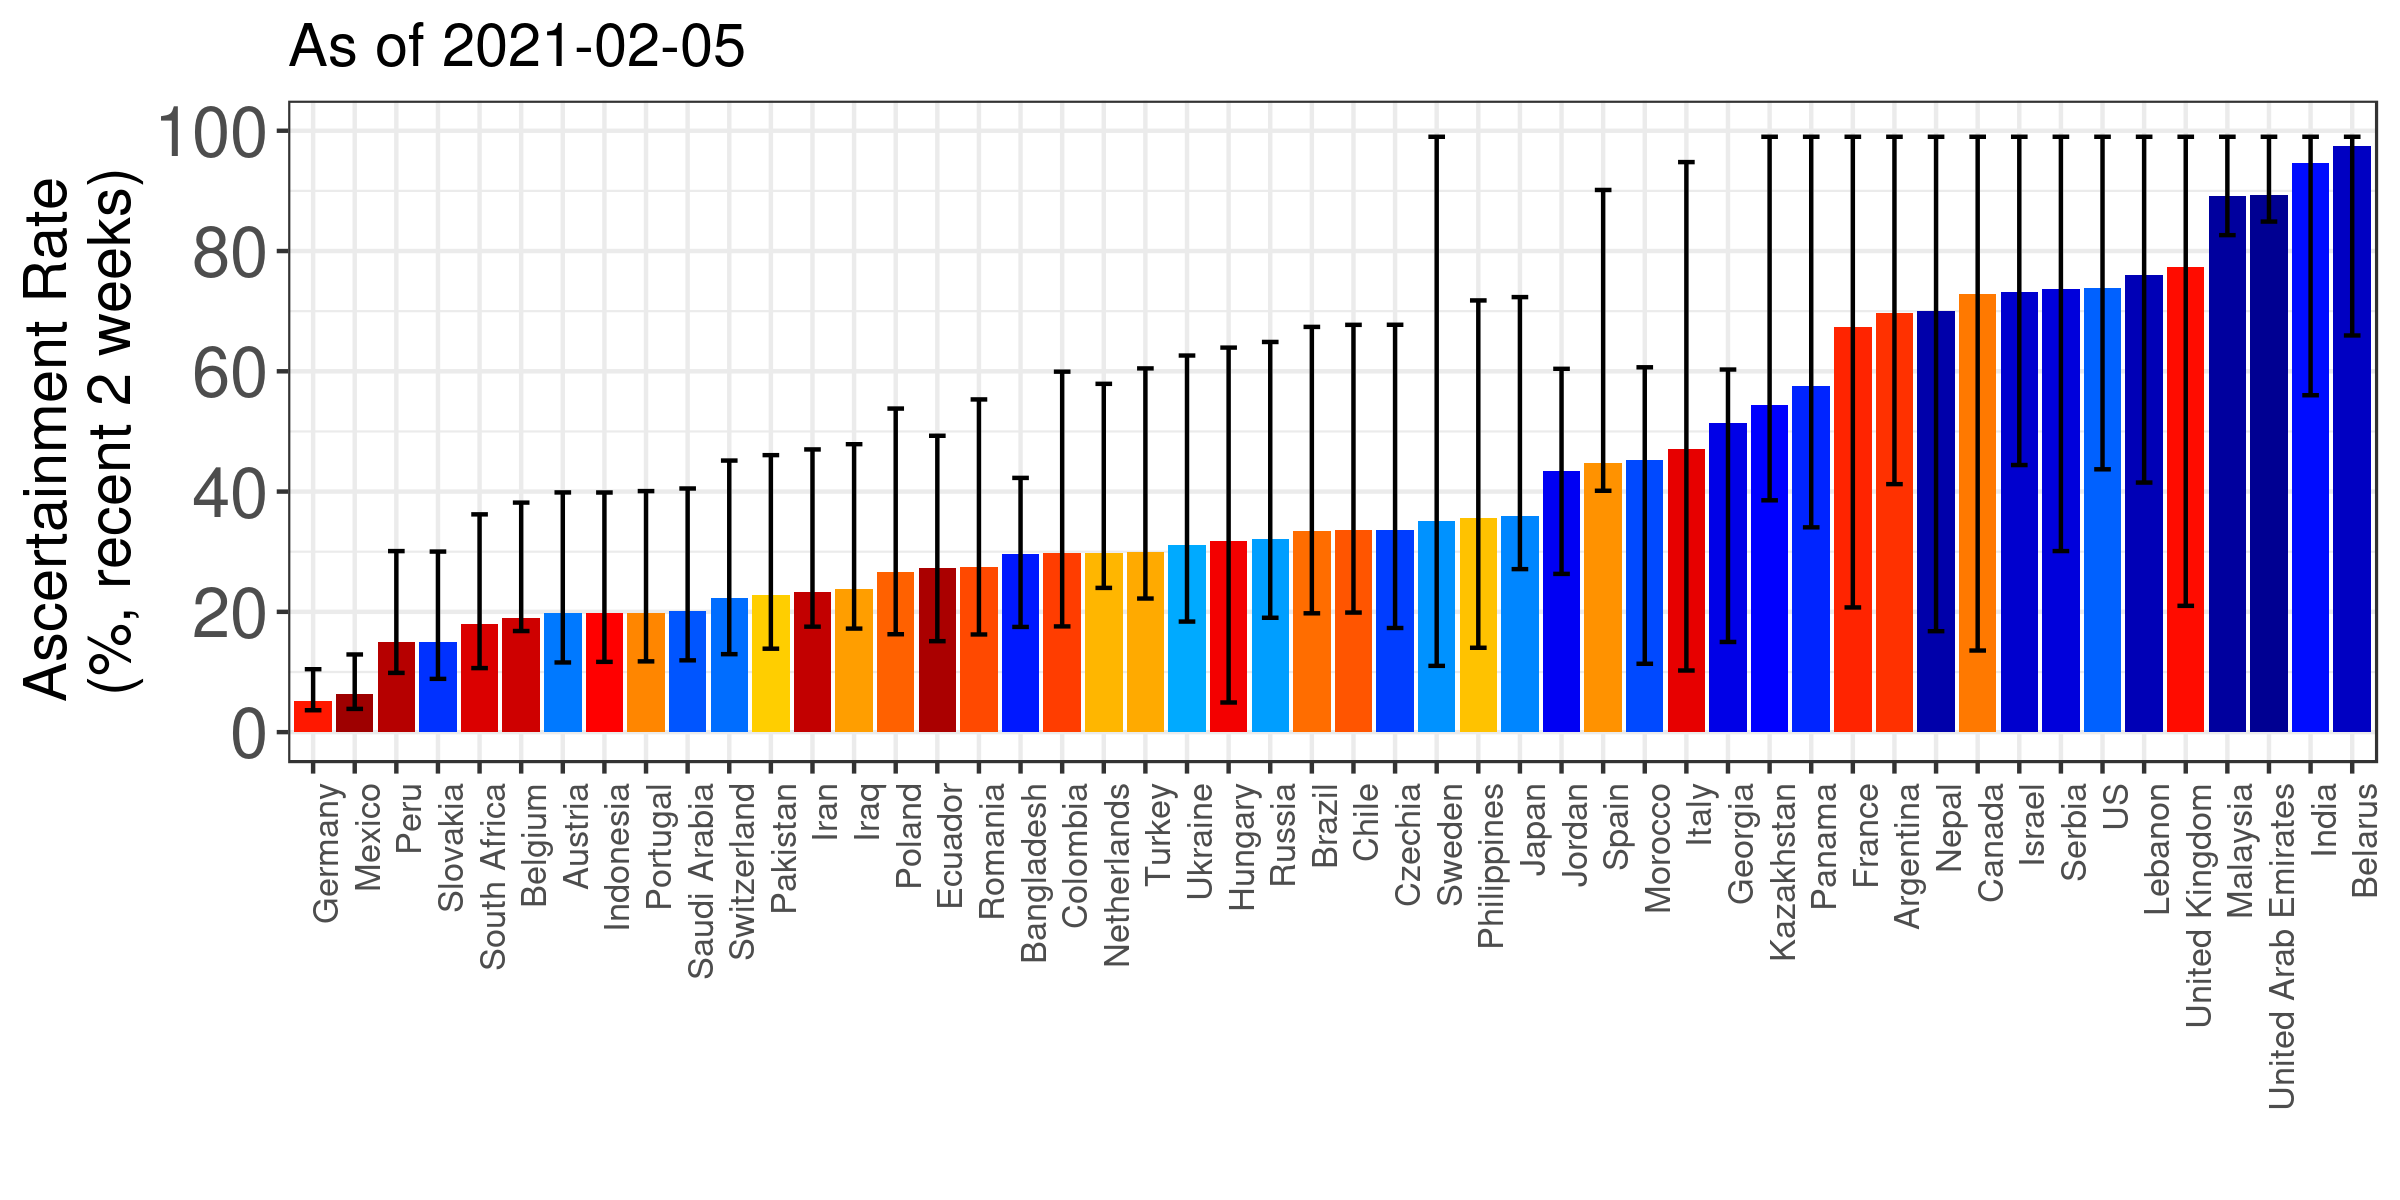 As of 2021-02-05
Ascertainment Rate
(%, recent 2 weeks)
100
80
60
40
20
0
Germany
Mexico
Peru
Slovakia
South Africa
Belgium
Austria
Indonesia
Portugal
Saudi Arabia
Switzerland
Pakistan
Iran
Iraq
Poland
Ecuador
Romania
Bangladesh
Colombia
Netherlands
Turkey
Ukraine
Hungary
Russia
Brazil
Chile
Czechia
Sweden
Philippines
Japan
Jordan
Spain
Morocco
Italy
Georgia
Kazakhstan
Panama
France
Argentina
Nepal
Canada
Israel
Serbia
US
Lebanon
United Kingdom
Malaysia
United Arab Emirates
India
Belarus